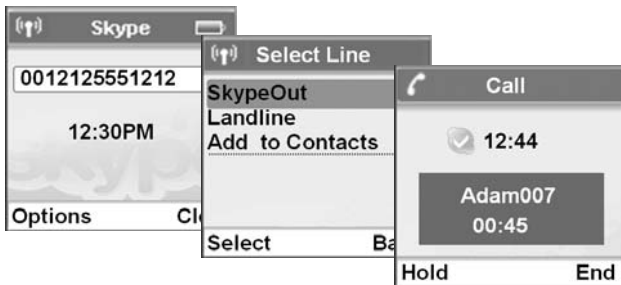 Skype
0012125551212
12:30PM
Options
Select Line
SkypeOut
Landline
Add to Contacts
Select
Call
12:44
Adam007
00:45
Hold End